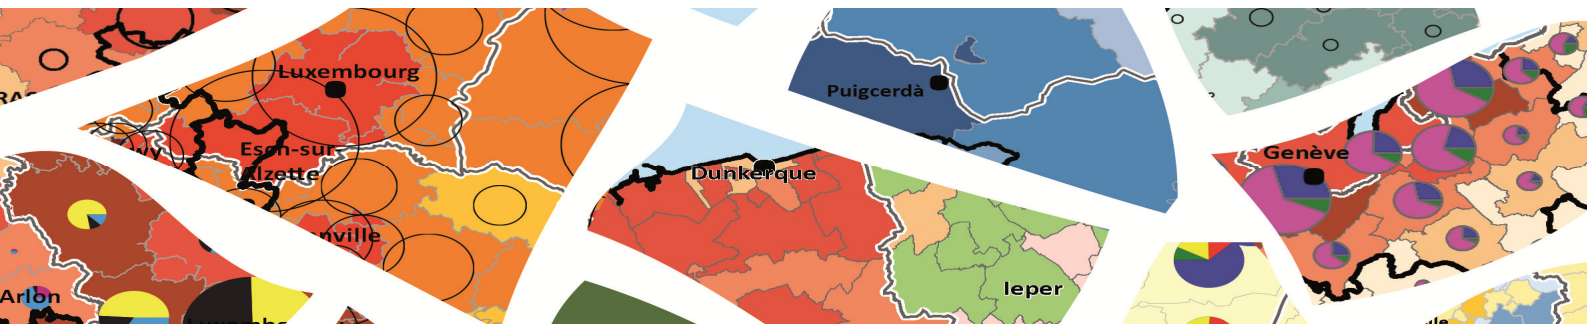 Luxembourg
Puigcerdà
Esch-sur-
Alzette
Dunkerque
Genève
Arlon
Ieper